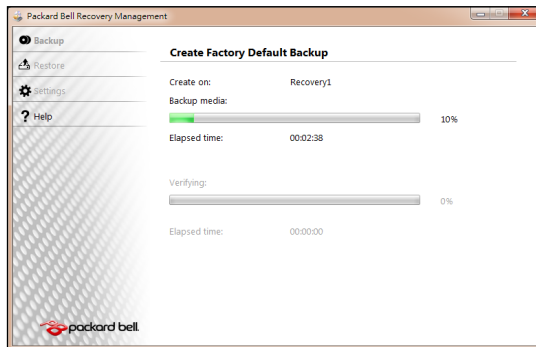 Packard Bell Recovery Management
Backup
Restore
Settings
Help
Create Factory Default Backup
Create on: Recovery1
Backup media:
10%
Elapsed time: 00:02:38
Verifying:
0%
Elapsed time: 00:00:00
packard bell.